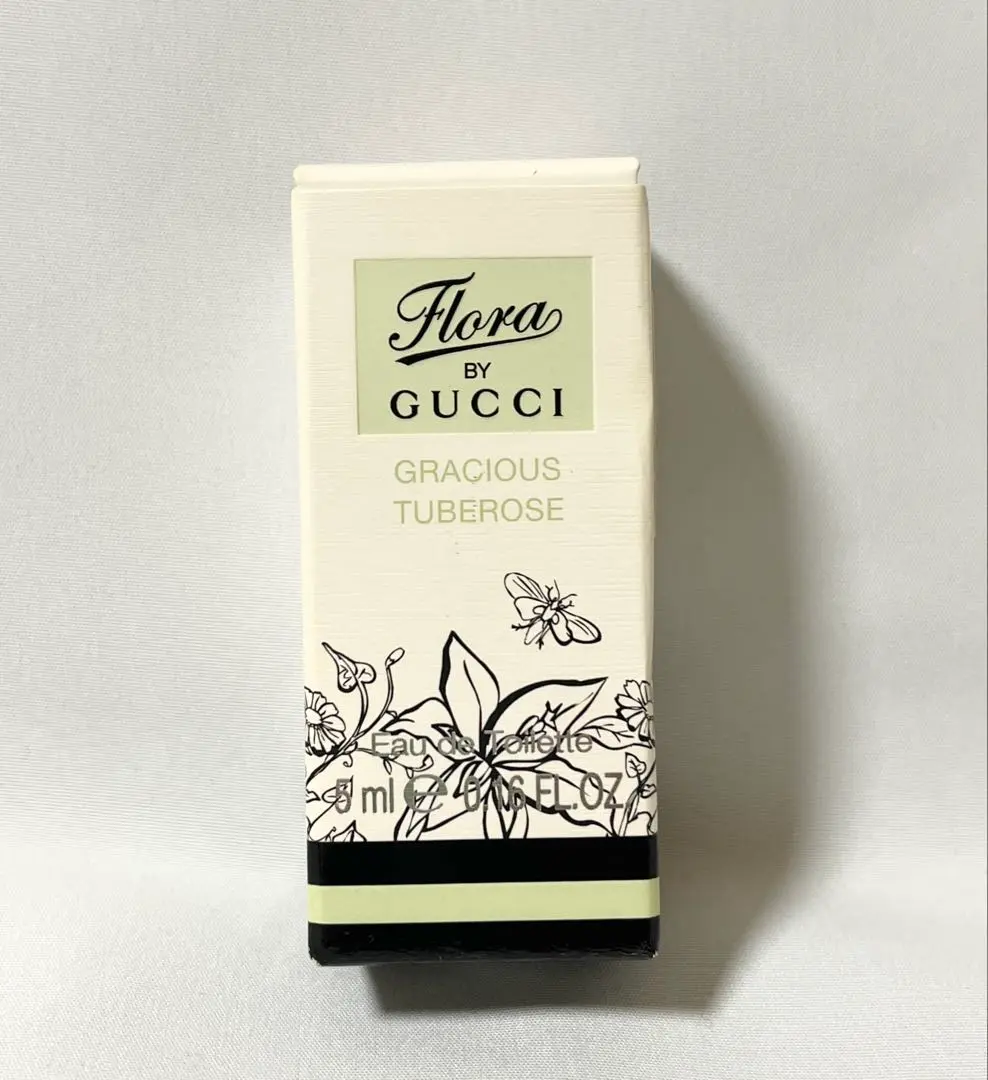 Flora
BY
GUCCI
GRACIOUS
TUBEROSE
Eau de Toilette
5 ml ℮ 0.16 FL.OZ.